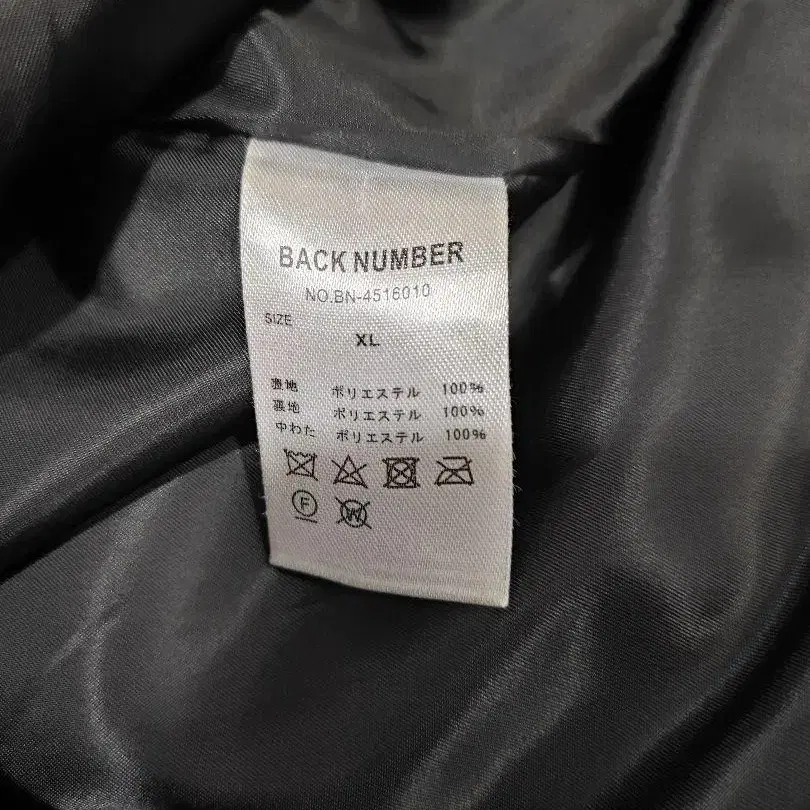 BACK NUMBER
NO.BN-4516010
SIZE
XL
表地 ポリエステル 100%
裏地 ポリエステル 100%
中わた ポリエステル 100%
F
W